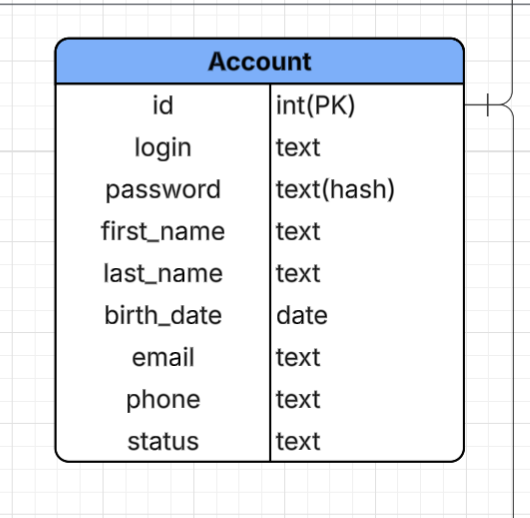 Account
id int(PK)
login text
password text(hash)
first_name text
last_name text
birth_date date
email text
phone text
status text